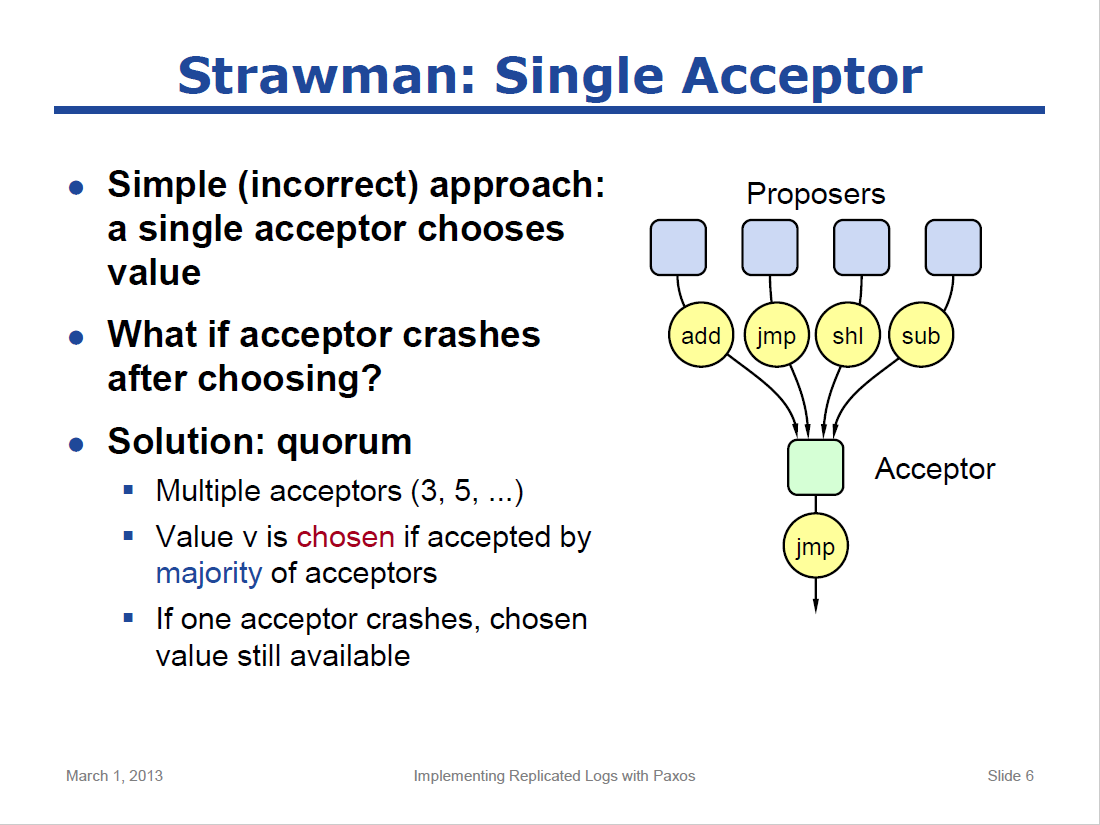 Strawman: Single Acceptor
Simple (incorrect) approach:
a single acceptor chooses
value
What if acceptor crashes
after choosing?
Solution: quorum
Multiple acceptors (3, 5, ...)
Value v is chosen if accepted by
majority of acceptors
If one acceptor crashes, chosen
value still available
Proposers
add jmp shl sub
Acceptor
jmp
March 1, 2013 Implementing Replicated Logs with Paxos Slide 6